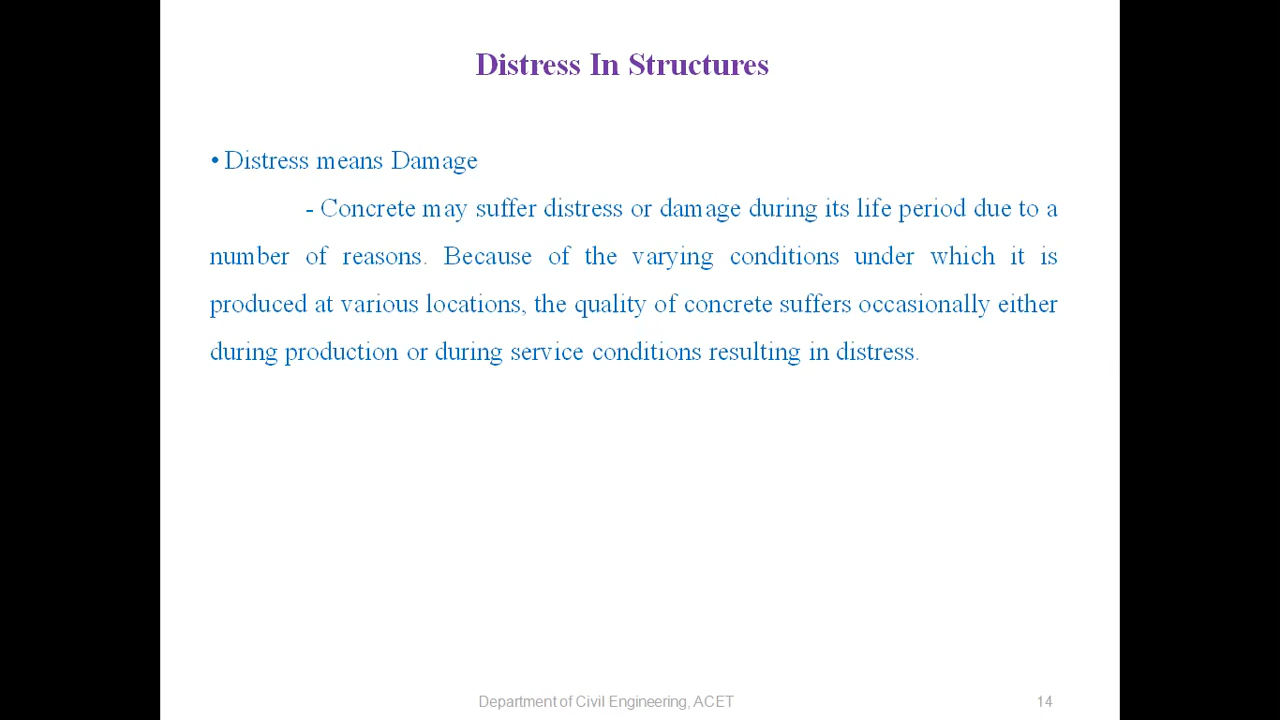 Distress In Structures
• Distress means Damage
- Concrete may suffer distress or damage during its life period due to a
number of reasons. Because of the varying conditions under which it is
produced at various locations, the quality of concrete suffers occasionally either
during production or during service conditions resulting in distress.
Department of Civil Engineering, ACET
14